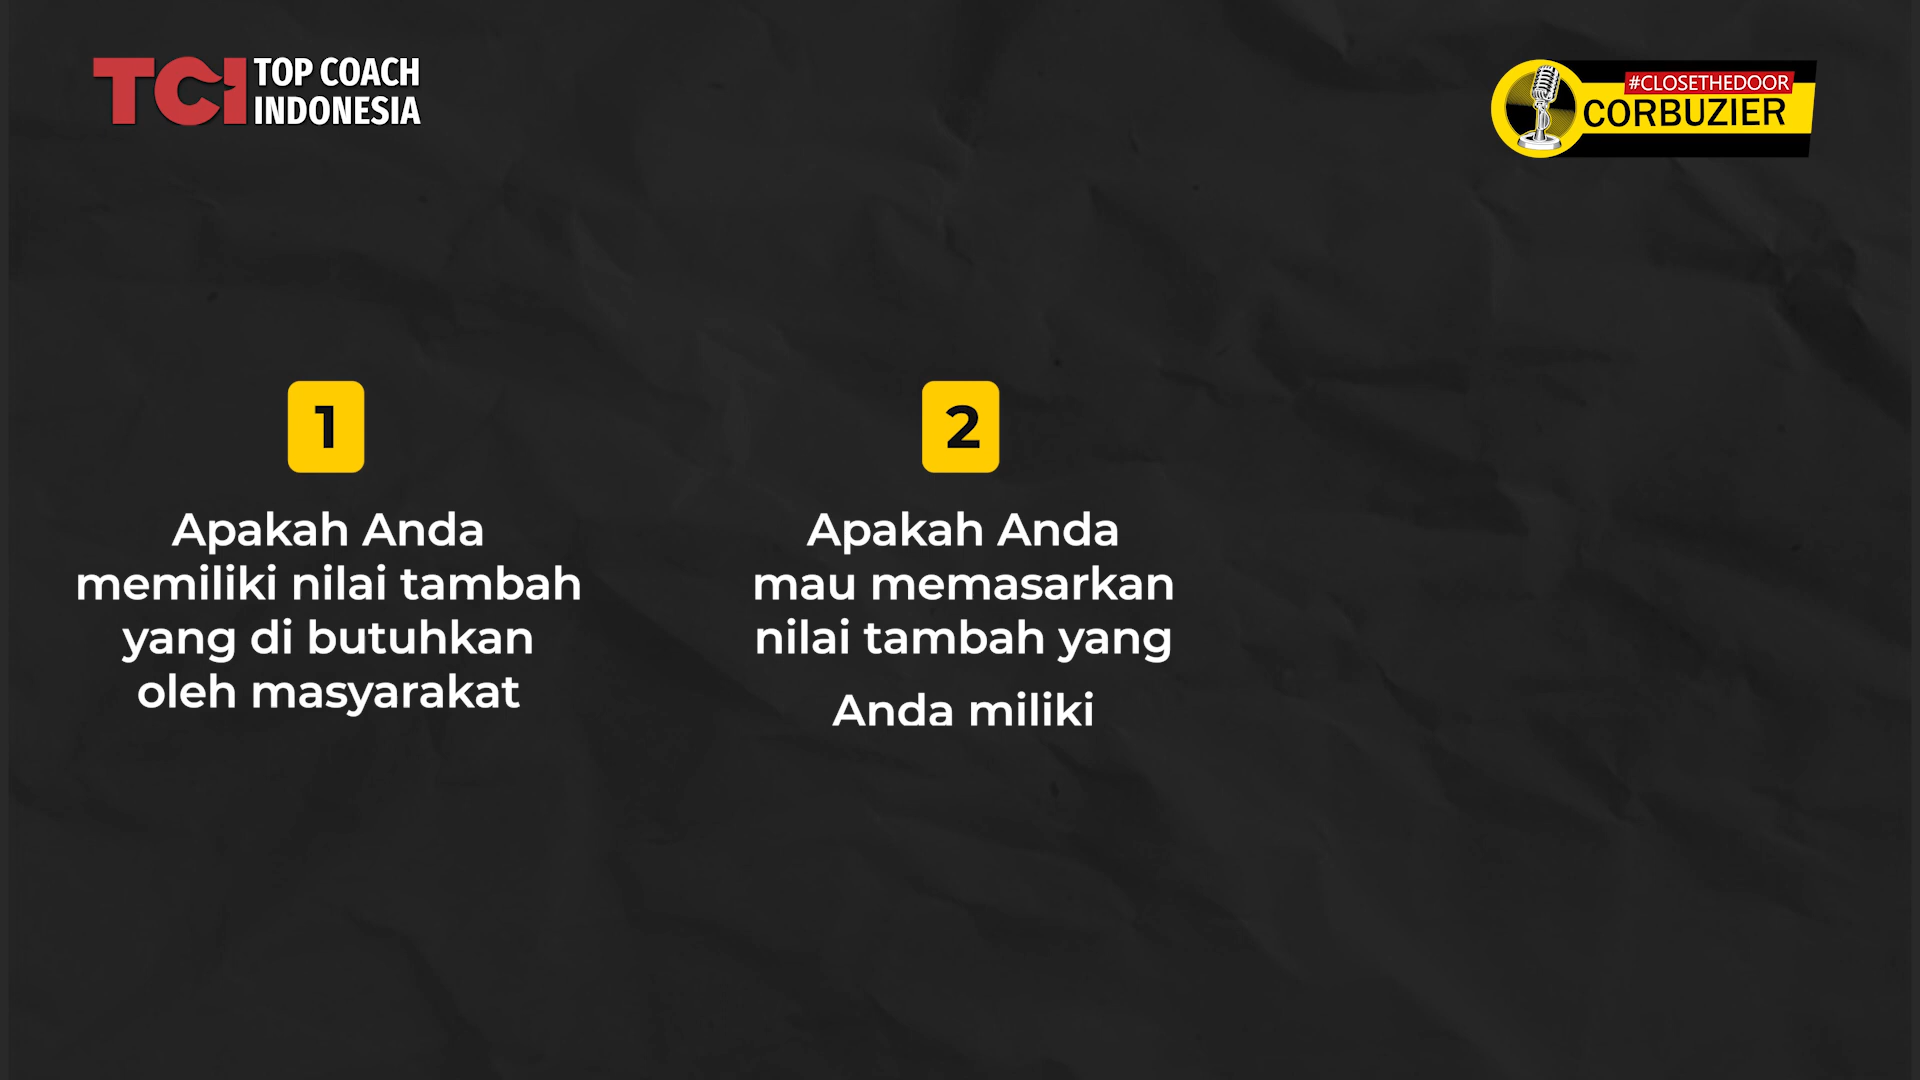 TCI TOP COACH
INDONESIA
#CLOSETHEDOOR
CORBUZIER
1
Apakah Anda
memiliki nilai tambah
yang di butuhkan
oleh masyarakat
2
Apakah Anda
mau memasarkan
nilai tambah yang
Anda miliki